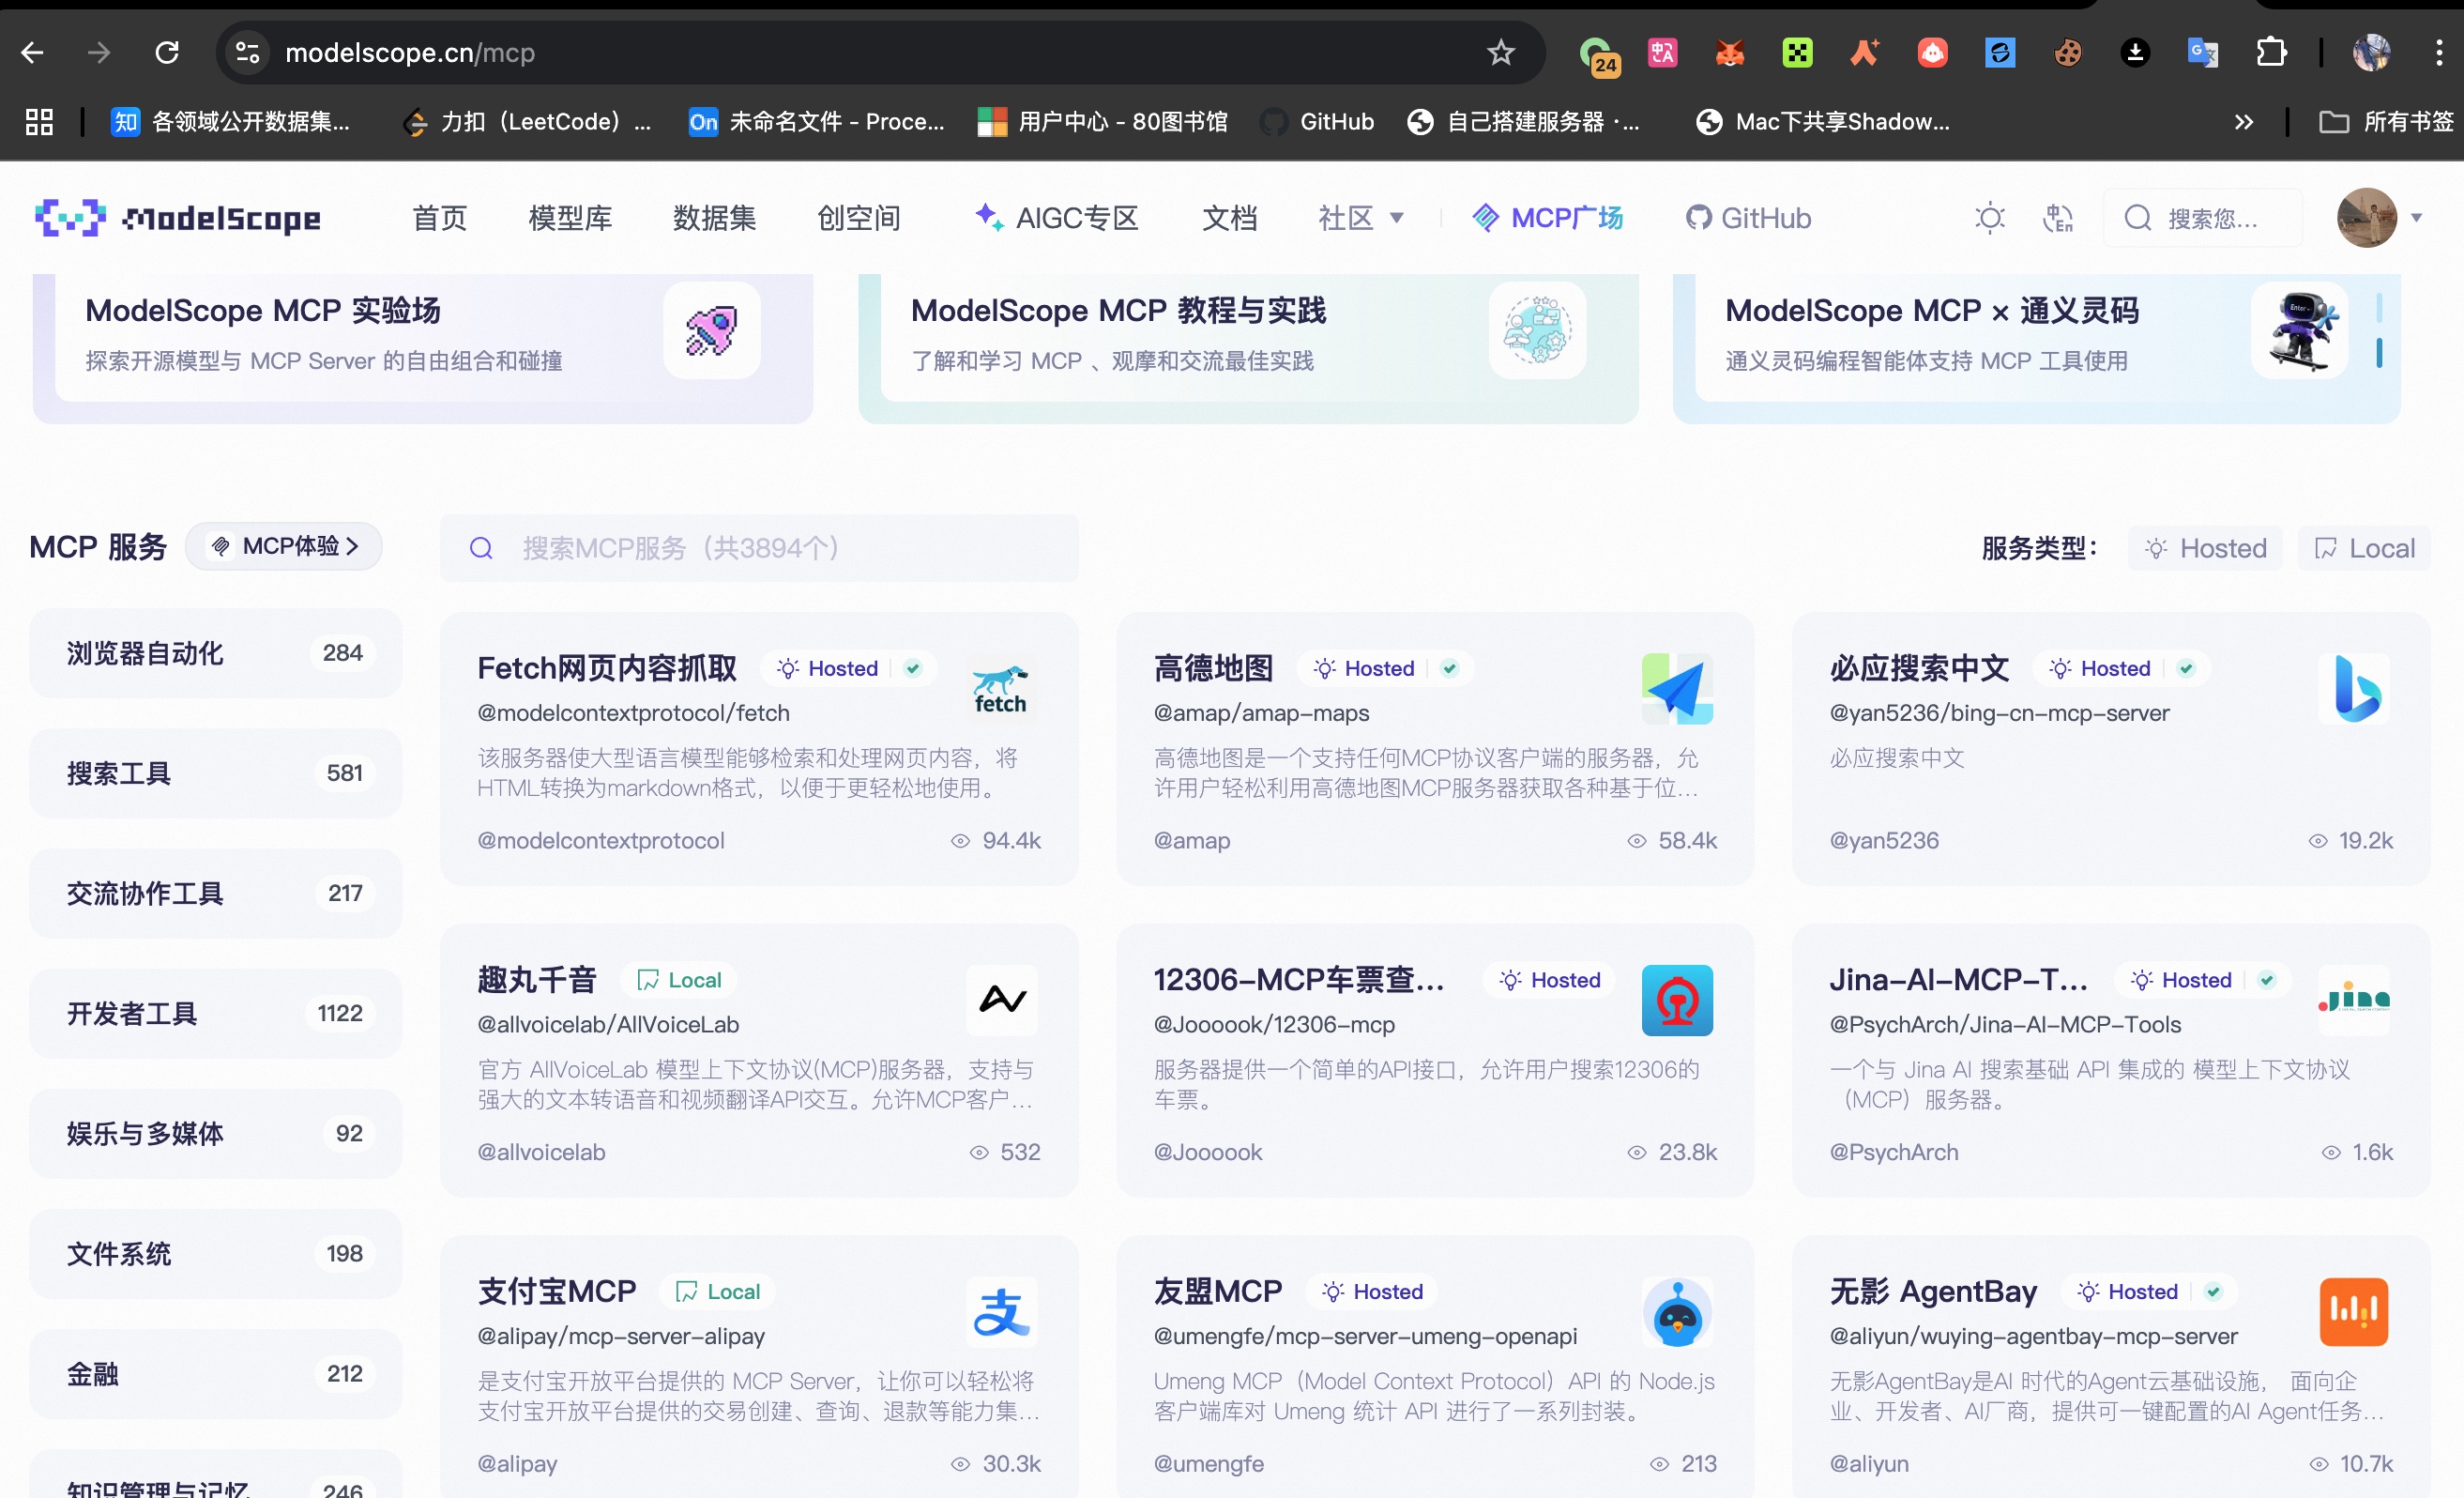 modelscope.cn/mcp
24
知 各领域公开数据集...
力扣（LeetCode）...
On 未命名文件 - Proce...
用户中心 - 80图书馆
GitHub
自己搭建服务器 ·...
Mac下共享Shadow...
所有书签
ModelScope
首页
模型库
数据集
创空间
AIGC专区
文档
社区
MCP广场
GitHub
搜索您...
ModelScope MCP 实验场
探索开源模型与 MCP Server 的自由组合和碰撞
ModelScope MCP 教程与实践
了解和学习 MCP 、观摩和交流最佳实践
ModelScope MCP × 通义灵码
通义灵码编程智能体支持 MCP 工具使用
MCP 服务
MCP体验
搜索MCP服务（共3894个）
服务类型：
Hosted
Local
浏览器自动化 284
搜索工具 581
交流协作工具 217
开发者工具 1122
娱乐与多媒体 92
文件系统 198
金融 212
知识管理与记忆 246
Fetch网页内容抓取 Hosted
fetch
@modelcontextprotocol/fetch
该服务器使大型语言模型能够检索和处理网页内容，将
HTML转换为markdown格式，以便于更轻松地使用。
@modelcontextprotocol 94.4k
高德地图 Hosted
@amap/amap-maps
高德地图是一个支持任何MCP协议客户端的服务器，允
许用户轻松利用高德地图MCP服务器获取各种基于位...
@amap 58.4k
必应搜索中文 Hosted
@yan5236/bing-cn-mcp-server
必应搜索中文
@yan5236 19.2k
趣丸千音 Local
@allvoicelab/AllVoiceLab
官方 AllVoiceLab 模型上下文协议(MCP)服务器，支持与
强大的文本转语音和视频翻译API交互。允许MCP客户...
@allvoicelab 532
12306-MCP车票查... Hosted
@Joooook/12306-mcp
服务器提供一个简单的API接口，允许用户搜索12306的
车票。
@Joooook 23.8k
Jina-AI-MCP-T... Hosted
Jina
@PsychArch/Jina-AI-MCP-Tools
一个与 Jina AI 搜索基础 API 集成的 模型上下文协议
（MCP）服务器。
@PsychArch 1.6k
支付宝MCP Local
支
@alipay/mcp-server-alipay
是支付宝开放平台提供的 MCP Server，让你可以轻松将
支付宝开放平台提供的交易创建、查询、退款等能力集...
@alipay 30.3k
友盟MCP Hosted
@umengfe/mcp-server-umeng-openapi
Umeng MCP（Model Context Protocol）API 的 Node.js
客户端库对 Umeng 统计 API 进行了一系列封装。
@umengfe 213
无影 AgentBay Hosted
@aliyun/wuying-agentbay-mcp-server
无影AgentBay是AI 时代的Agent云基础设施， 面向企
业、开发者、AI厂商，提供可一键配置的AI Agent任务...
@aliyun 10.7k